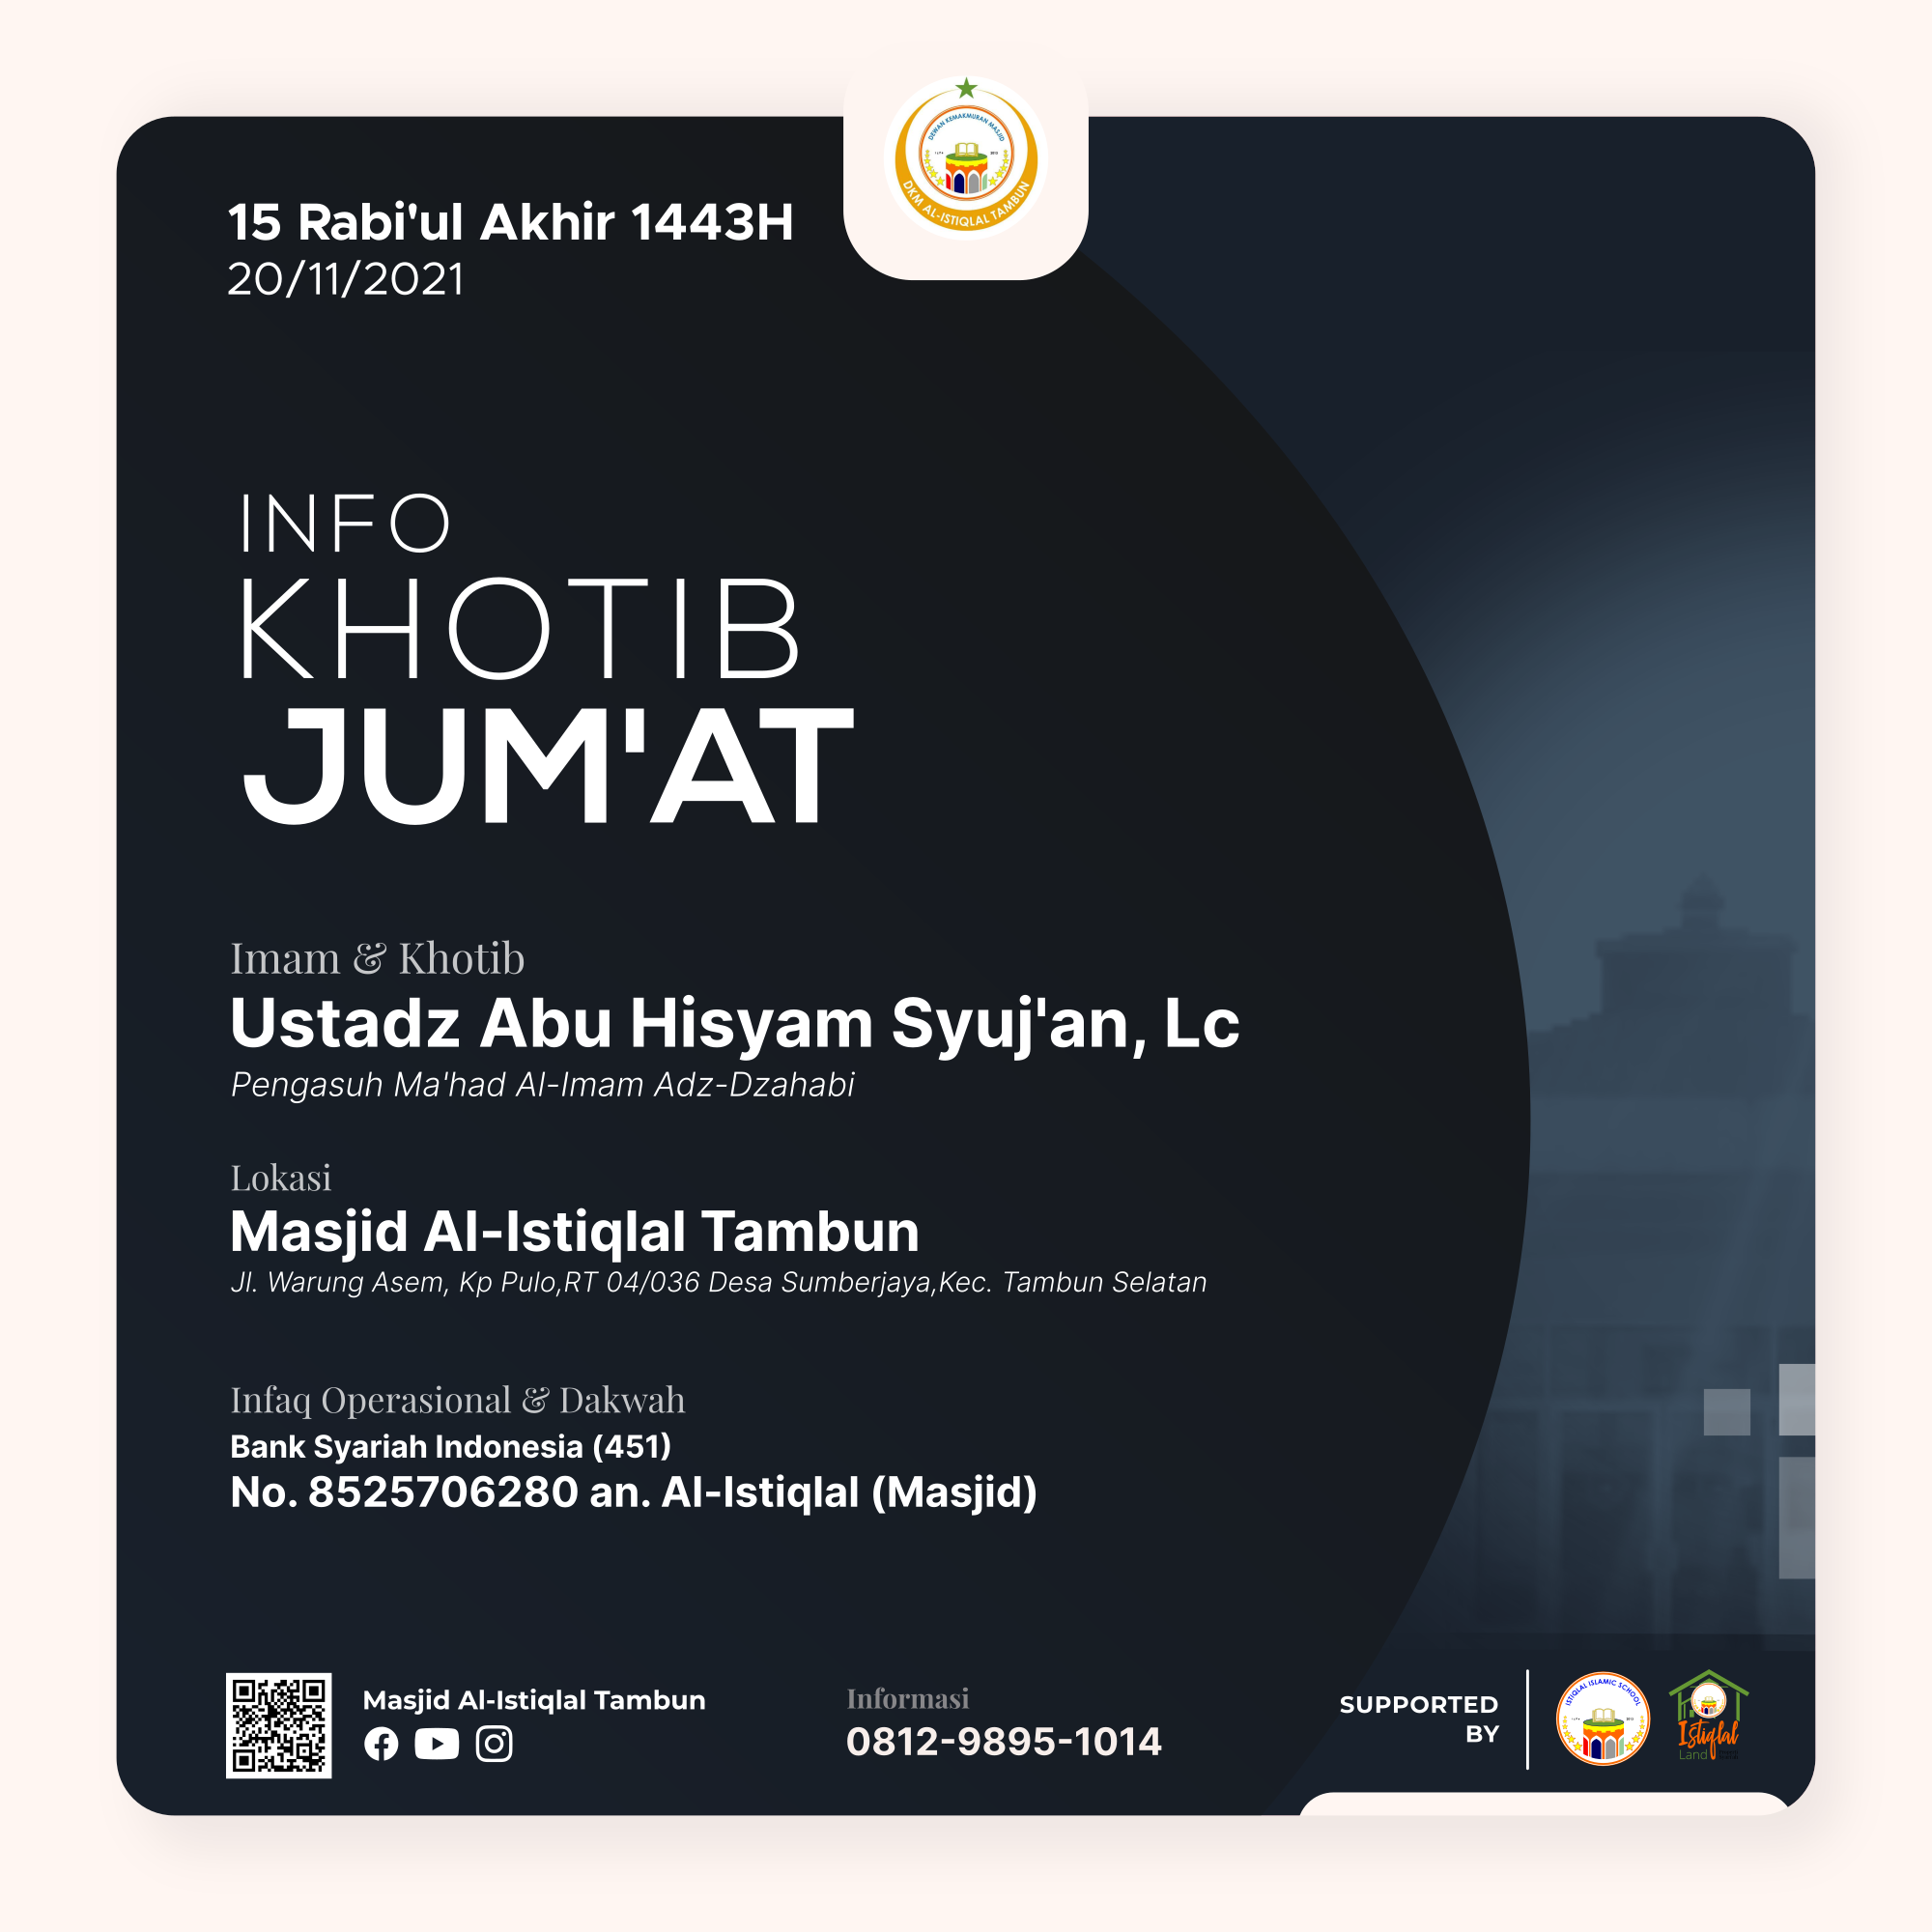 DEWAN KEMAKMURAN MASJID
DKM AL-ISTIQLAL TAMBUN
15 Rabi'ul Akhir 1443H
20/11/2021
INFO
KHOTIB
JUM'AT
Imam & Khotib
Ustadz Abu Hisyam Syuj'an, Lc
Pengasuh Ma'had Al-Imam Adz-Dzahabi
Lokasi
Masjid Al-Istiqlal Tambun
Jl. Warung Asem, Kp Pulo,RT 04/036 Desa Sumberjaya,Kec. Tambun Selatan
Infaq Operasional & Dakwah
Bank Syariah Indonesia (451)
No. 8525706280 an. Al-Istiqlal (Masjid)
Masjid Al-Istiqlal Tambun
Informasi
0812-9895-1014
SUPPORTED
BY
ISTIQLAL ISLAMIC SCHOOL
Istiqlal
Land